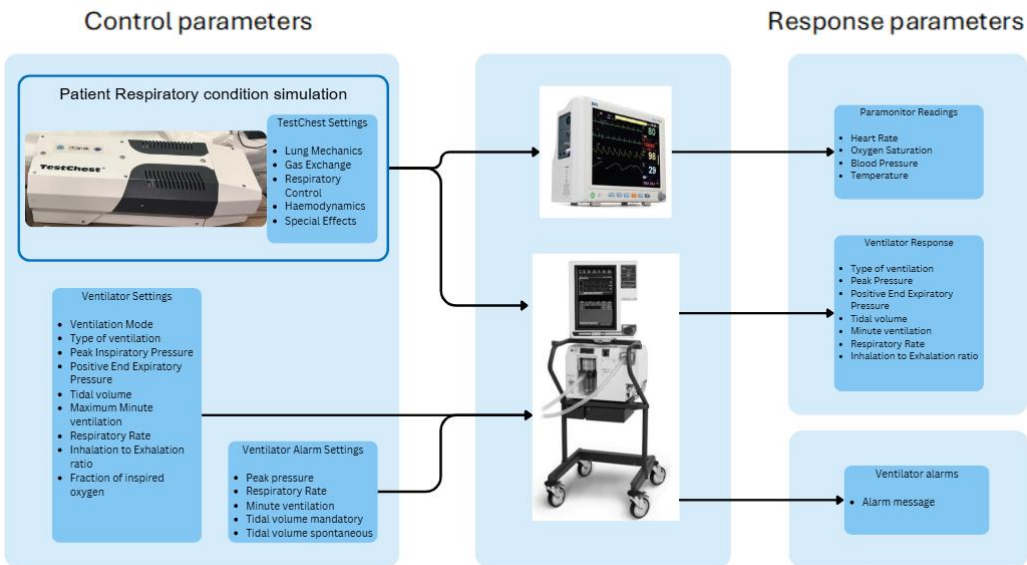 Control parameters
Response parameters
Patient Respiratory condition simulation
TestChest
TestChest Settings
Lung Mechanics
Gas Exchange
Respiratory
Control
Haemodynamics
Special Effects
Ventilator Settings
Ventilation Mode
Type of ventilation
Peak Inspiratory Pressure
Positive End Expiratory
Pressure
Tidal volume
Maximum Minute
ventilation
Respiratory Rate
Inhalation to Exhalation
ratio
Fraction of inspired
oxygen
Ventilator Alarm Settings
Peak pressure
Respiratory Rate
Minute ventilation
Tidal volume mandatory
Tidal volume spontaneous
80
98
29
Paramonitor Readings
Heart Rate
Oxygen Saturation
Blood Pressure
Temperature
Ventilator Response
Type of ventilation
Peak Pressure
Positive End Expiratory
Pressure
Tidal volume
Minute ventilation
Respiratory Rate
Inhalation to Exhalation ratio
Ventilator alarms
Alarm message